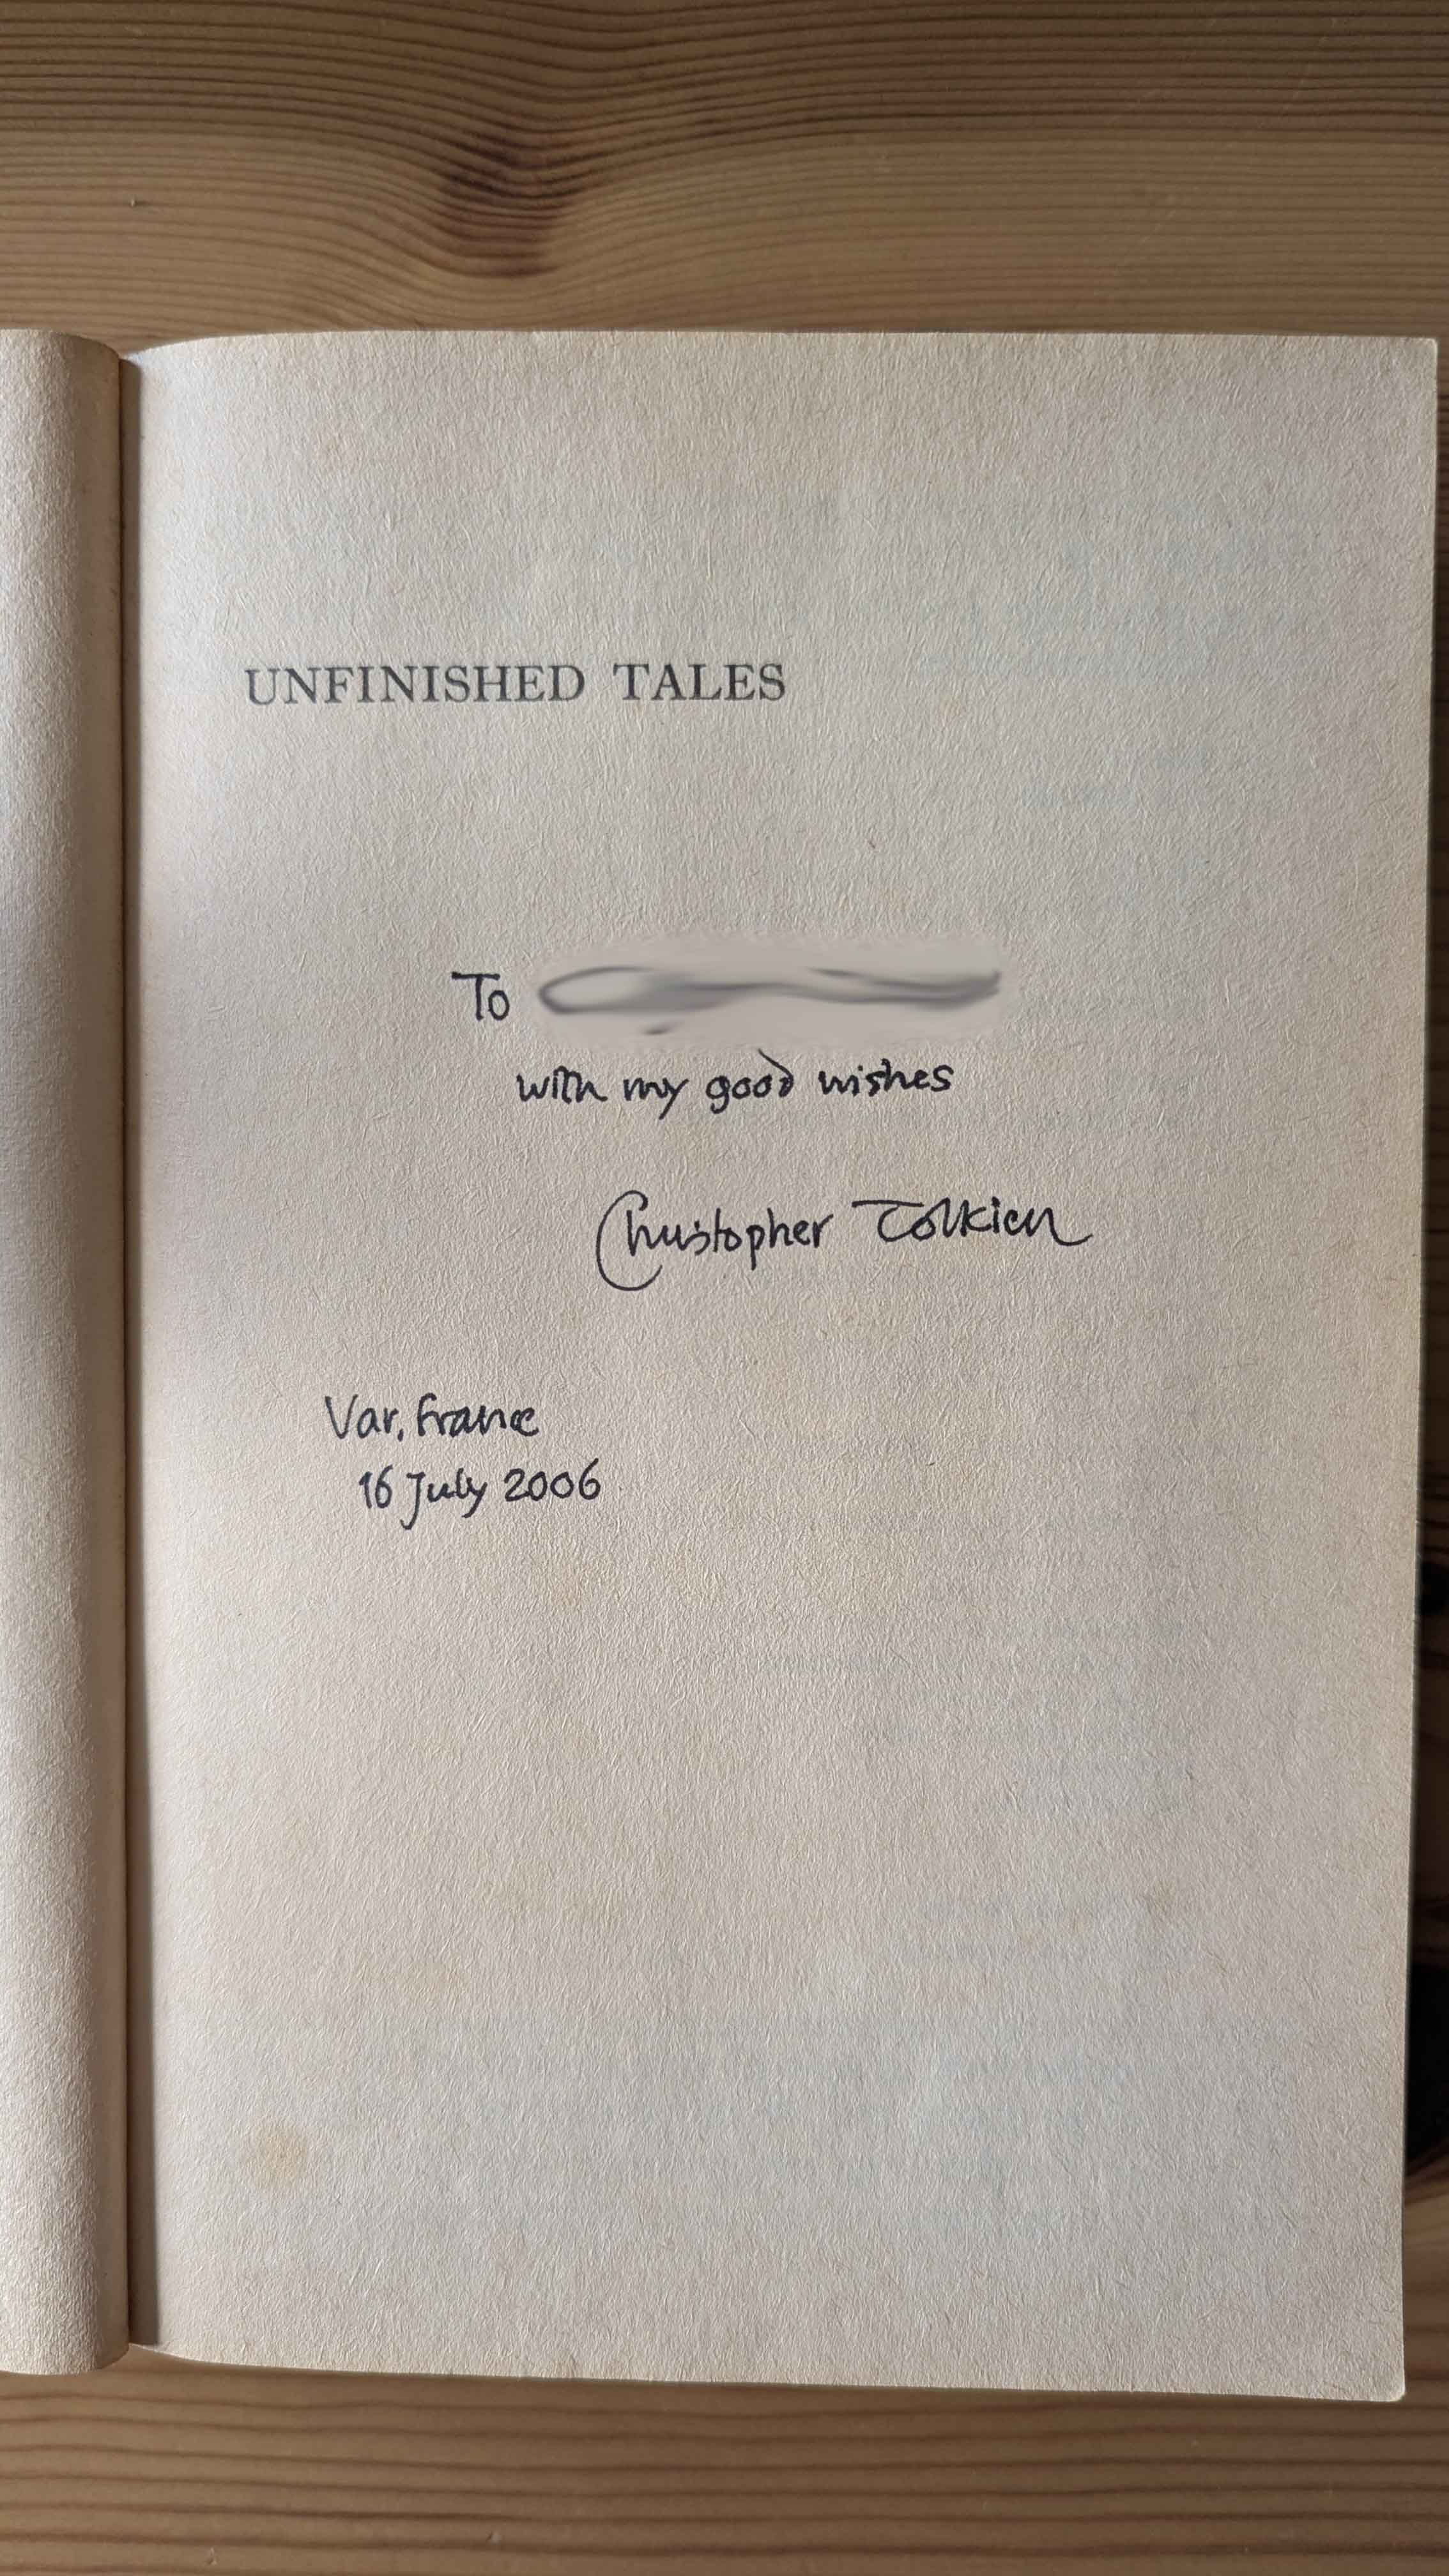 UNFINISHED TALES
To
with my good wishes
Christopher Tolkien
Var, France
16 July 2006